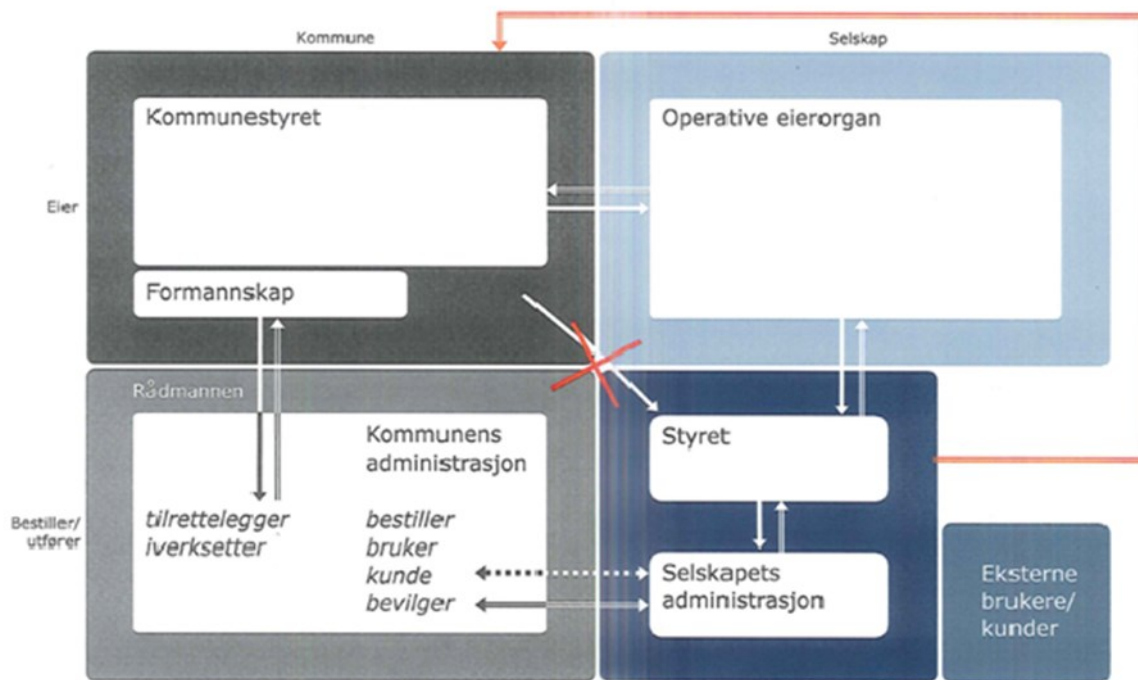 Kommune
Selskap
Kommunestyret
Operative eierorgan
Eier
Formannskap
Rådmannen
Kommunens
administrasjon
Styret
Bestiller/
utfører
tilrettelegger
iverksetter
bestiller
bruker
kunde
bevilger
Selskapets
administrasjon
Eksterne
brukere/
kunder